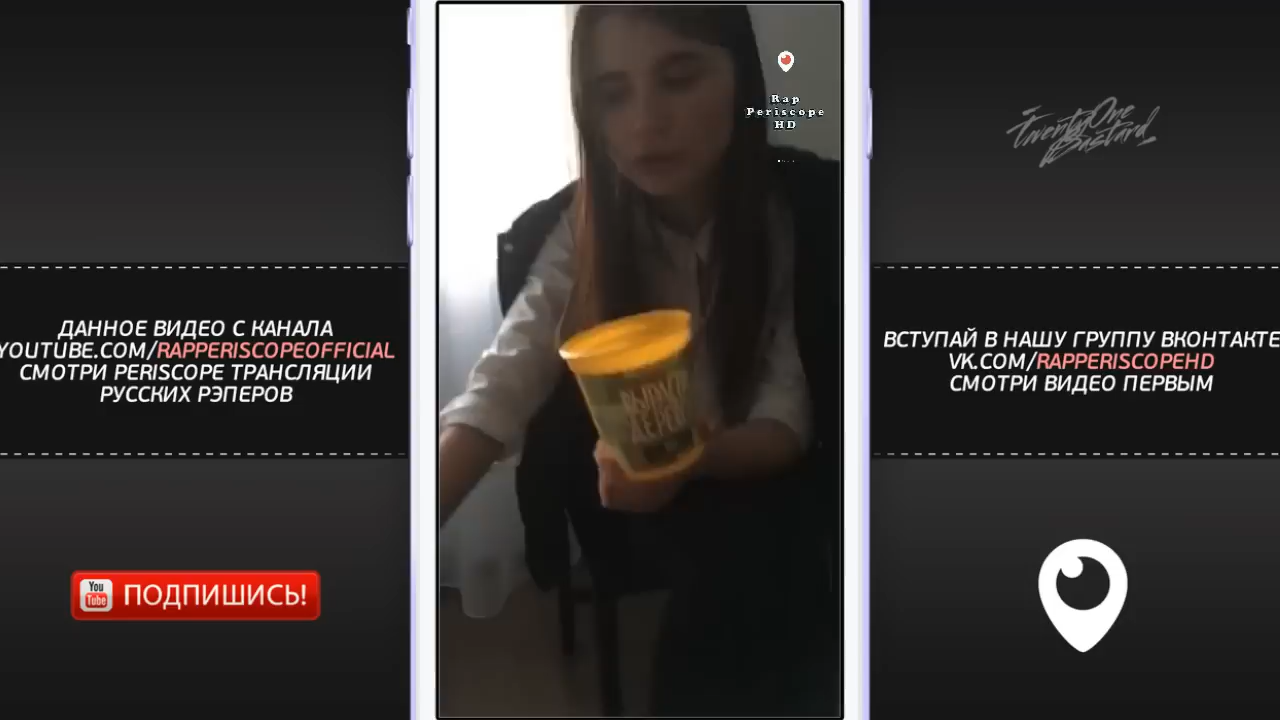 ДАННОЕ ВИДЕО С КАНАЛА
YOUTUBE.COM/RAPPERISCOPEOFFICIAL
СМОТРИ PERISCOPE ТРАНСЛЯЦИИ
РУССКИХ РЭПЕРОВ
You
Tube
ПОДПИШИСЬ!
Rap
Periscope
HD
TwentyOne
Bastard
ВСТУПАЙ В НАШУ ГРУППУ ВКОНТАКТЕ
VK.COM/RAPPERISCOPEHD
СМОТРИ ВИДЕО ПЕРВЫМ